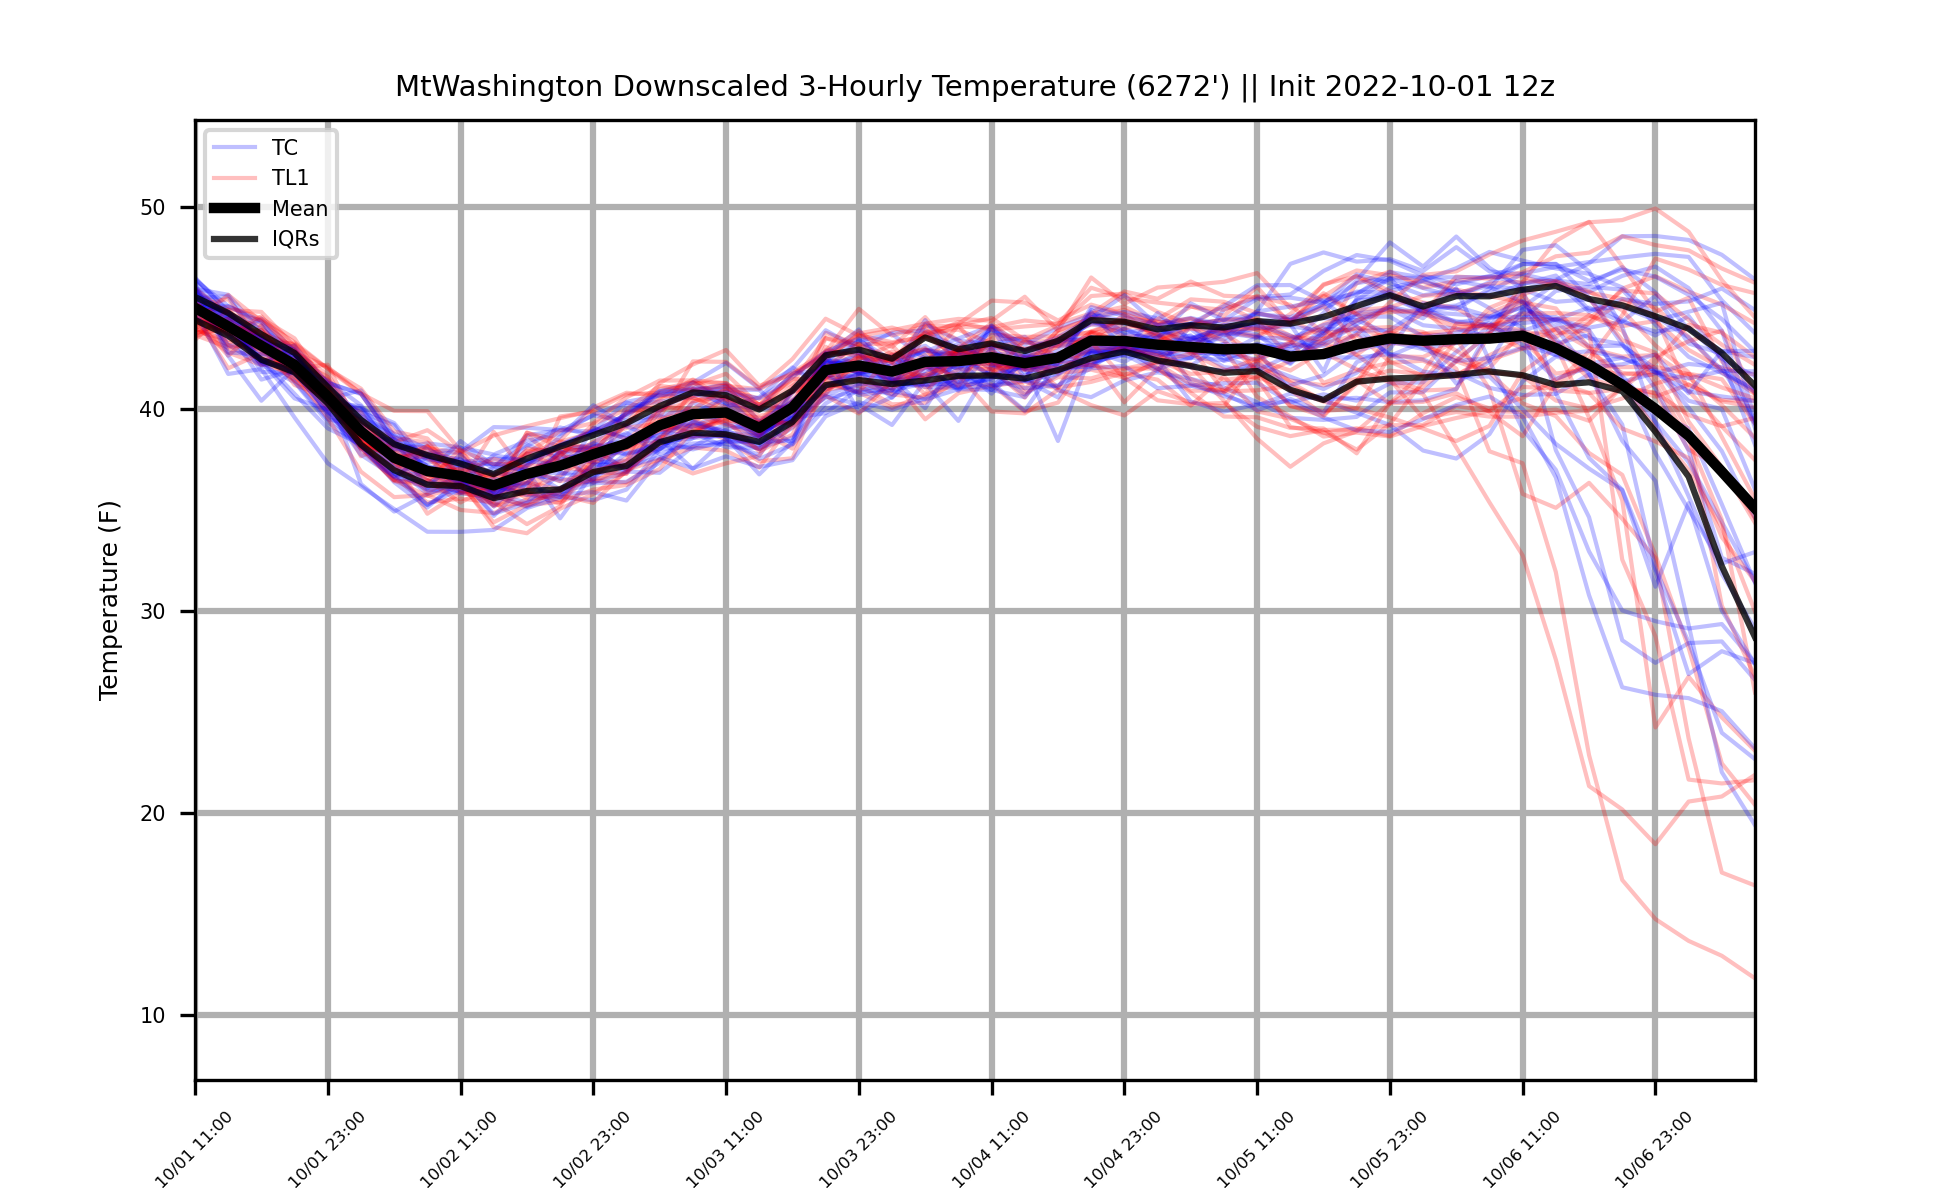 MtWashington Downscaled 3-Hourly Temperature (6272') || Init 2022-10-01 12z
TC
TL1
Mean
IQRs
Temperature (F)
50
40
30
20
10
10/01 11:00
10/01 23:00
10/02 11:00
10/02 23:00
10/03 11:00
10/03 23:00
10/04 11:00
10/04 23:00
10/05 11:00
10/05 23:00
10/06 11:00
10/06 23:00